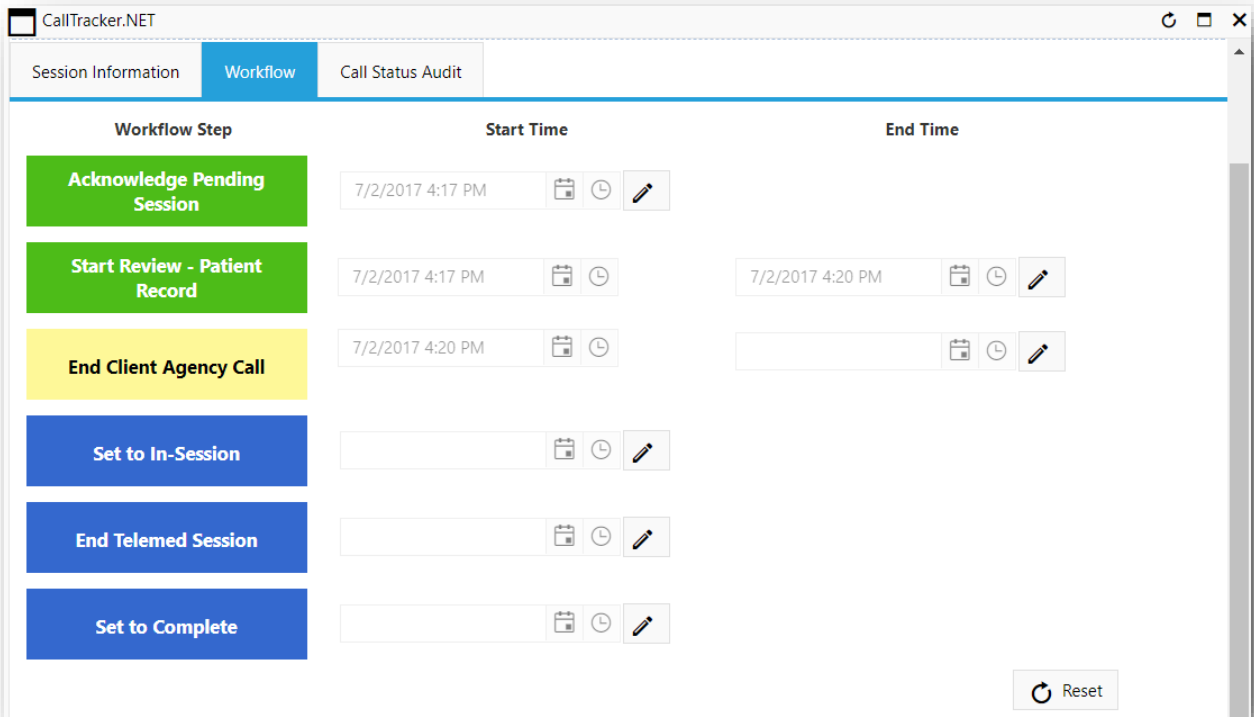 CallTracker.NET
Session Information Workflow Call Status Audit
Workflow Step Start Time End Time
Acknowledge Pending
Session
7/2/2017 4:17 PM
Start Review - Patient
Record
7/2/2017 4:17 PM 7/2/2017 4:20 PM
End Client Agency Call
7/2/2017 4:20 PM
Set to In-Session
End Telemed Session
Set to Complete
Reset